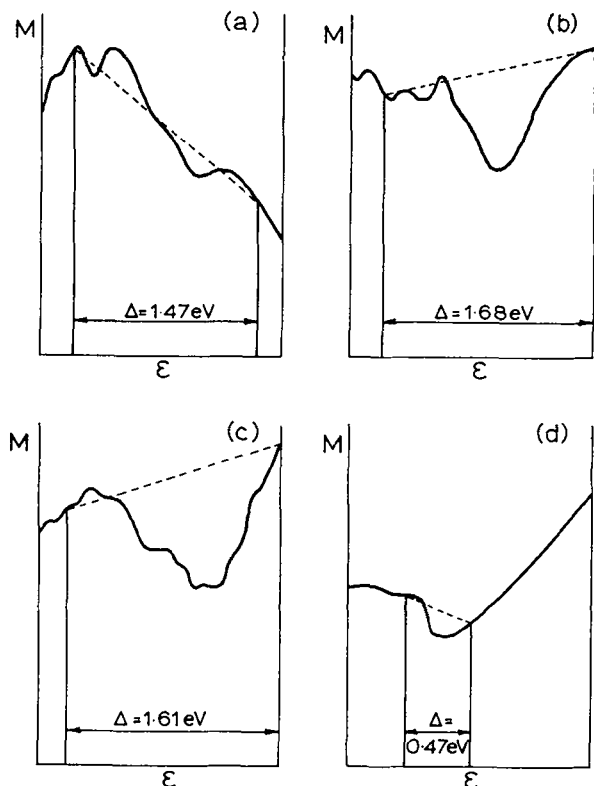 M
(a)
Δ=1·47eV
ε
M
(b)
Δ = 1·68eV
ε
M
(c)
Δ = 1·61eV
ε
M
(d)
Δ=
0·47eV
ε